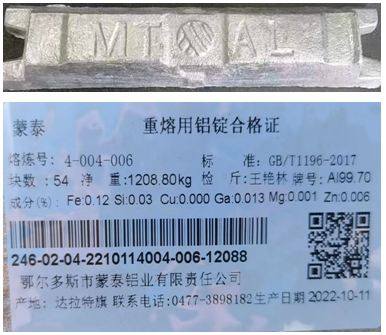 MT AL
蒙泰 重熔用铝锭合格证
熔炼号: 4-004-006 标 准: GB/T1196-2017
块数: 54 净 重:1208.80kg 检 斤:王艳林 牌号: Al99.70
成分(%): Fe:0.12 Si:0.03 Cu:0.000 Ga:0.013 Mg:0.001 Zn:0.006
246-02-04-2210114004-006-12088
鄂尔多斯市蒙泰铝业有限责任公司
产地: 达拉特旗 联系电话:0477-3898182 生产日期 2022-10-11